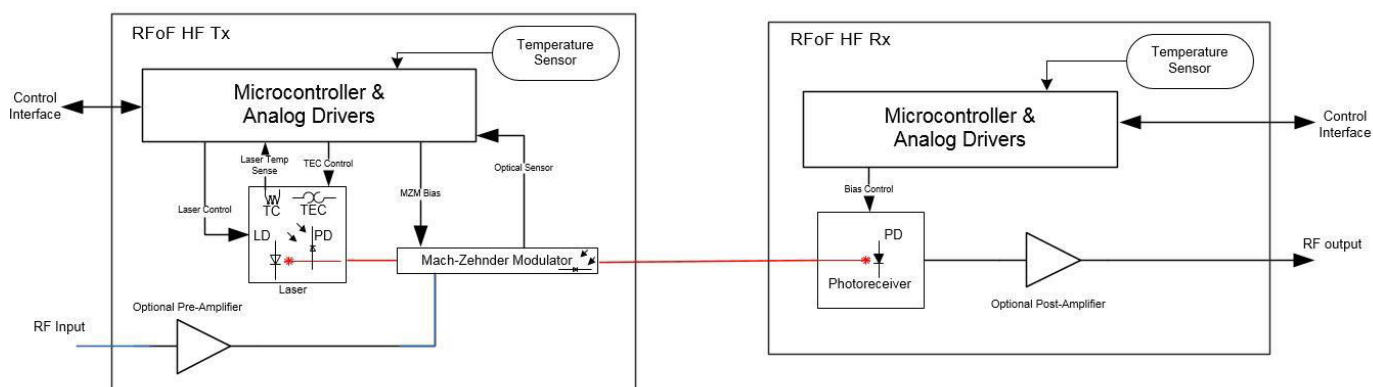 RFoF HF Tx
Temperature
Sensor
Microcontroller &
Analog Drivers
Control
Interface
Laser Temp
Sense
TEC Control
Laser Control
MZM Bias
Optical Sensor
TC
TEC
LD
PD
Laser
Mach-Zehnder Modulator
Optional Pre-Amplifier
RF Input
RFoF HF Rx
Temperature
Sensor
Microcontroller &
Analog Drivers
Control
Interface
Bias Control
PD
Photoreceiver
Optional Post-Amplifier
RF output